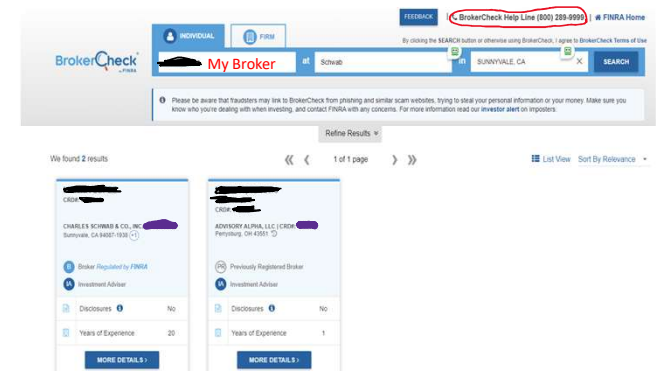 FEEDBACK
BrokerCheck Help Line (800) 289-9999
FINRA Home
INDIVIDUAL
FIRM
By clicking the SEARCH button or otherwise using BrokerCheck, I agree to BrokerCheck Terms of Use
BrokerCheck
by FINRA
My Broker
at
Schwab
in
SUNNYVALE, CA
SEARCH
Please be aware that fraudsters may link to BrokerCheck from phishing and similar scam websites, trying to steal your personal information or your money. Make sure you
know who you're dealing with when investing, and contact FINRA with any concerns. For more information read our investor alert on imposters.
Refine Results
We found 2 results
1 of 1 page
List View Sort By Relevance
CRD#:
CHARLES SCHWAB & CO., INC.
Sunnyvale, CA 94087-1930 +1
Broker Regulated by FINRA
IA Investment Adviser
Disclosures No
Years of Experience 20
MORE DETAILS
CRD#:
ADVISORY ALPHA, LLC (CRD#:
Perrysburg, OH 43551
PR Previously Registered Broker
IA Investment Adviser
Disclosures No
Years of Experience 1
MORE DETAILS